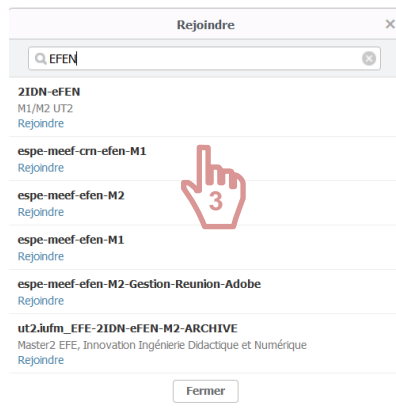 Rejoindre
EFEN
2IDN-eFEN
M1/M2 UT2
Rejoindre
espe-meef-crn-efen-M1
Rejoindre
espe-meef-efen-M2
Rejoindre
3
espe-meef-efen-M1
Rejoindre
espe-meef-efen-M2-Gestion-Reunion-Adobe
Rejoindre
ut2.iufm_EFE-2IDN-eFEN-M2-ARCHIVE
Master2 EFE, Innovation Ingénierie Didactique et Numérique
Rejoindre
Fermer